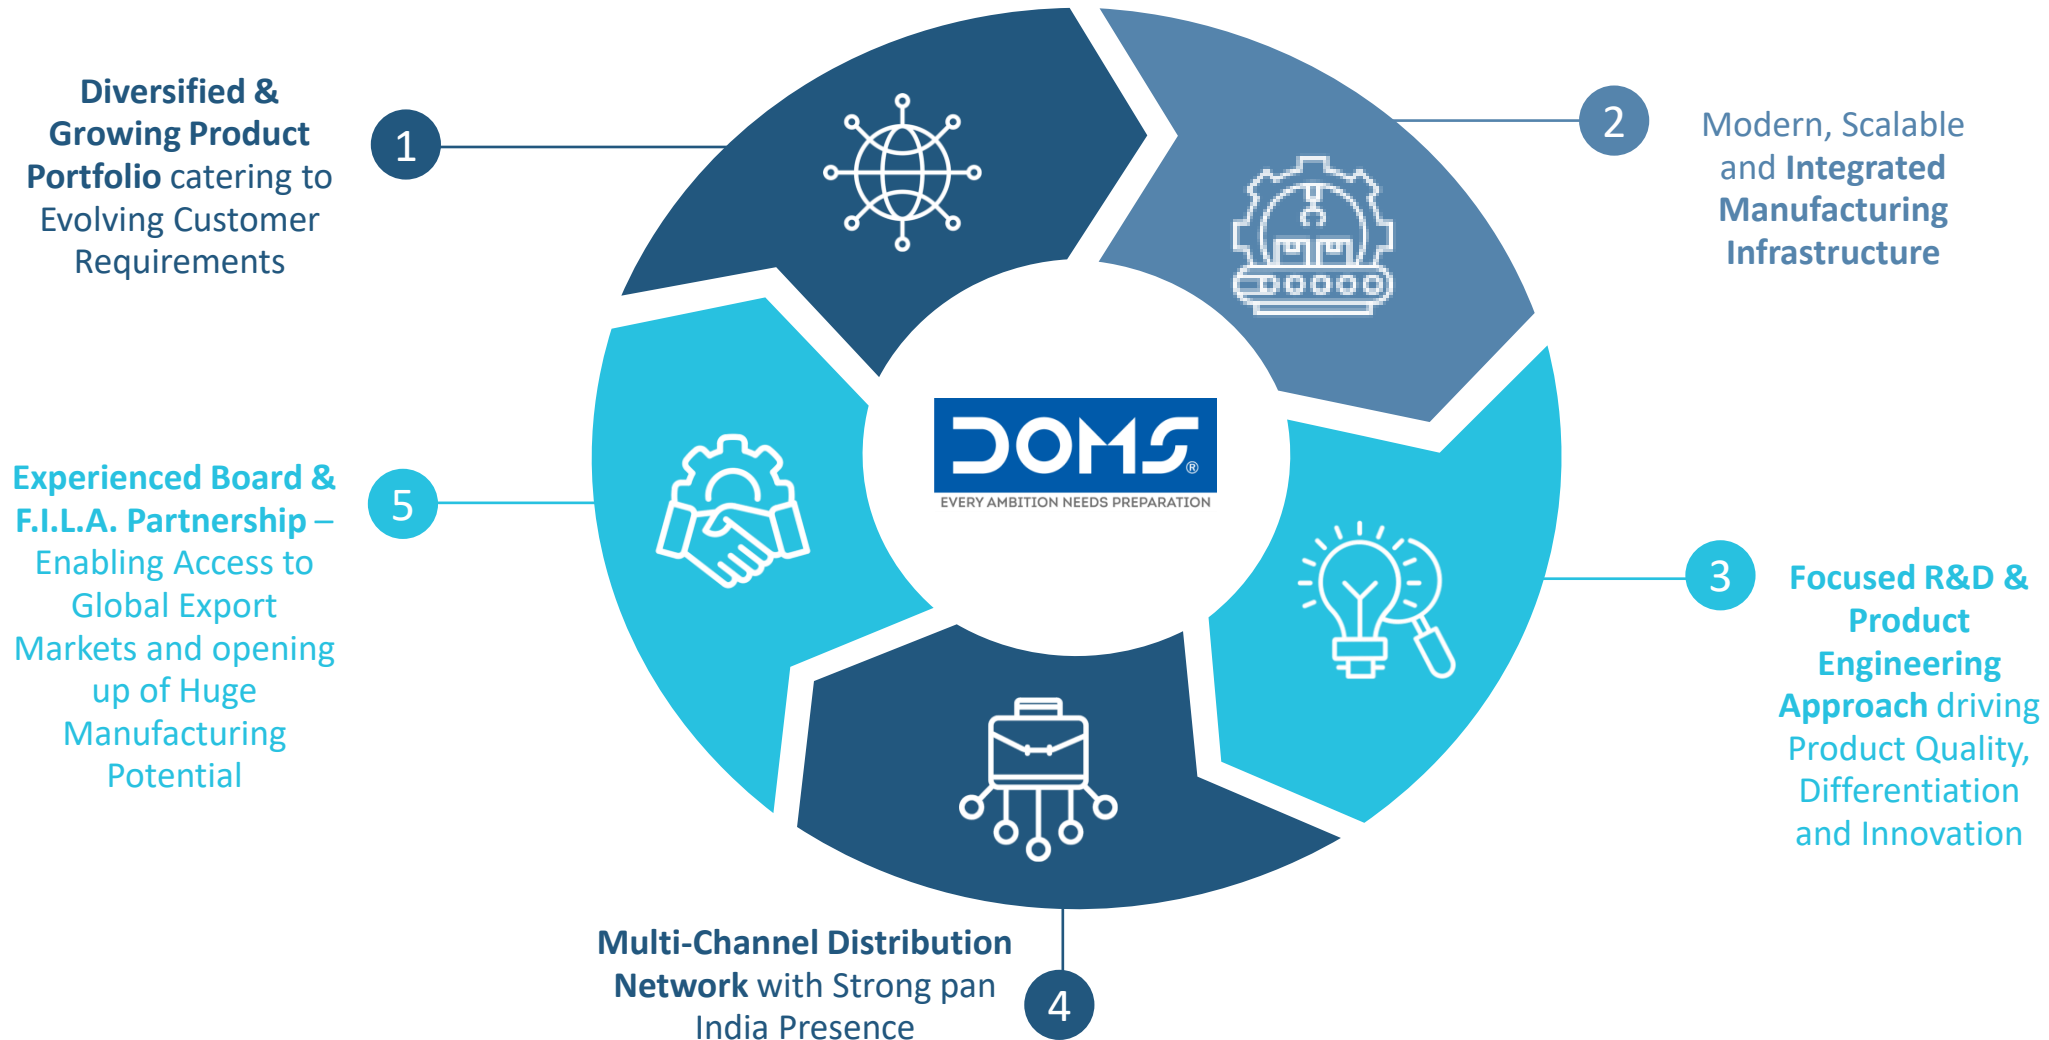 Diversified &
Growing Product
Portfolio catering to
Evolving Customer
Requirements
1
2
Modern, Scalable
and Integrated
Manufacturing
Infrastructure
DOMS®
EVERY AMBITION NEEDS PREPARATION
3
Focused R&D &
Product
Engineering
Approach driving
Product Quality,
Differentiation
and Innovation
Multi-Channel Distribution
Network with Strong pan
India Presence
4
Experienced Board &
F.I.L.A. Partnership –
Enabling Access to
Global Export
Markets and opening
up of Huge
Manufacturing
Potential
5